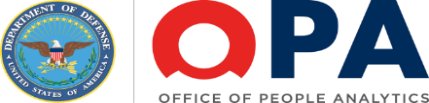 DEPARTMENT OF DEFENSE
UNITED STATES OF AMERICA
OPA
OFFICE OF PEOPLE ANALYTICS